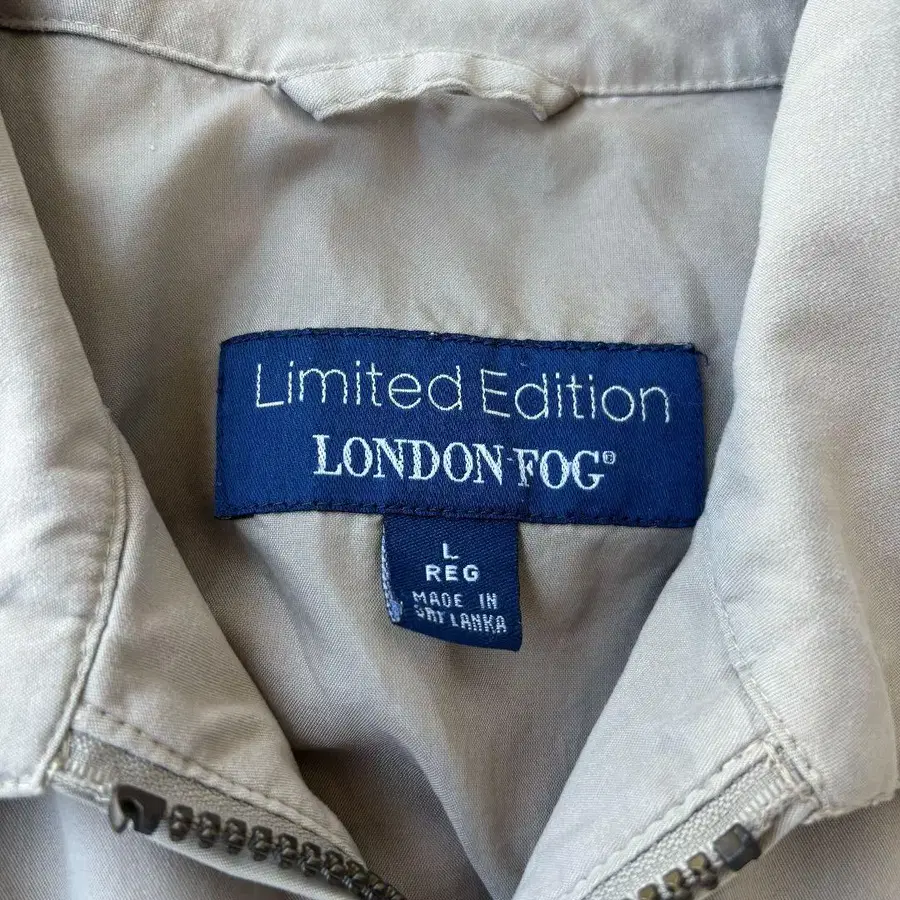 Limited Edition
LONDON FOG®
L
REG
MADE IN
SRI LANKA